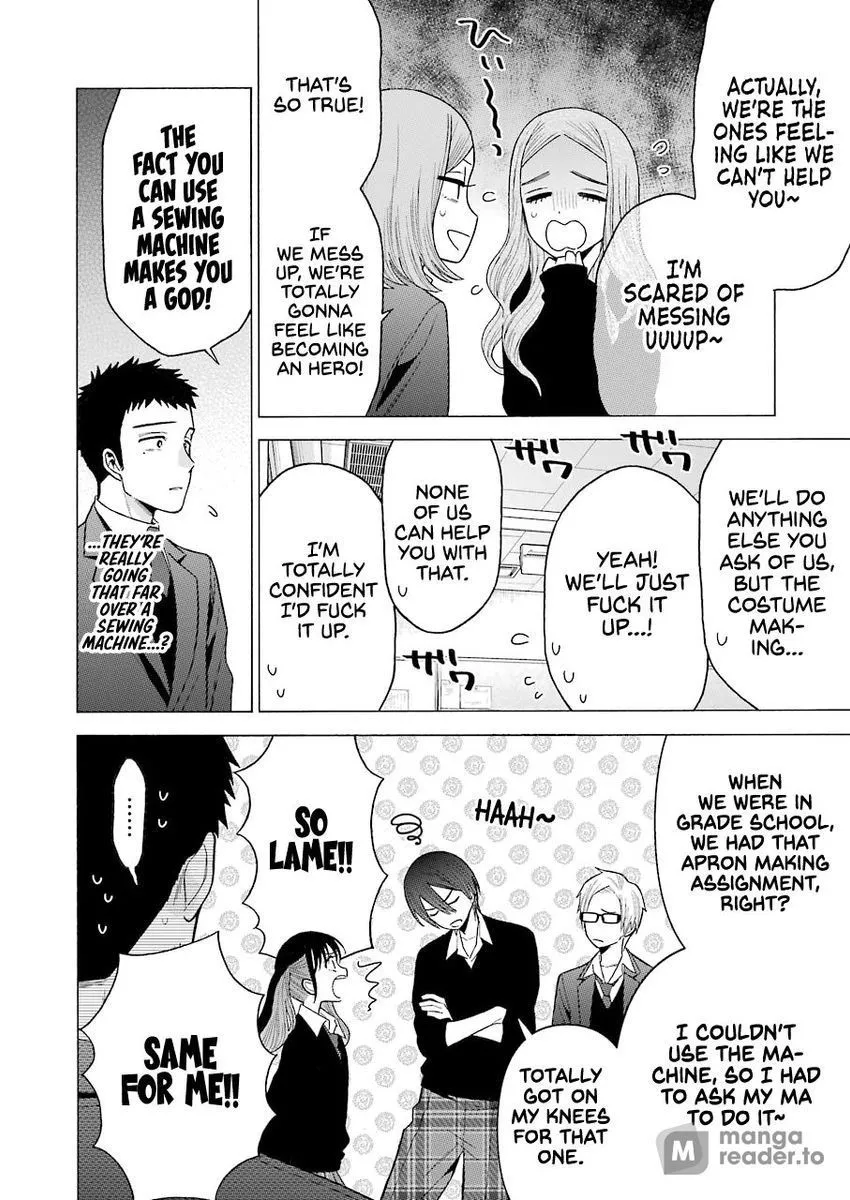 ACTUALLY,
WE'RE THE
ONES FEEL-
ING LIKE WE
CAN'T HELP
YOU~
I'M
SCARED OF
MESSING
UUUUP~
ひぃ〜
THAT'S
SO TRUE!
IF
WE MESS
UP, WE'RE
TOTALLY
GONNA
FEEL LIKE
BECOMING
AN HERO!
THE
FACT YOU
CAN USE
A SEWING
MACHINE
MAKES YOU
A GOD!
...THEY'RE
REALLY
GOING
THAT FAR
OVER A
SEWING
MACHINE...?
WE'LL DO
ANYTHING
ELSE YOU
ASK OF US,
BUT THE
COSTUME
MAK-
ING...
ザワ
ザワ
YEAH!
WE'LL JUST
FUCK IT
UP...!
NONE
OF US
CAN HELP
YOU WITH
THAT.
I'M
TOTALLY
CONFIDENT
I'D FUCK
IT UP.
ザワ
WHEN
WE WERE IN
GRADE SCHOOL,
WE HAD THAT
APRON MAKING
ASSIGNMENT,
RIGHT?
I COULDN'T
USE THE MA-
CHINE, SO I HAD
TO ASK MY MA
TO DO IT~
HAAH~
TOTALLY
GOT ON
MY KNEES
FOR THAT
ONE.
SO
LAME!!
SAME
FOR ME!!
......
M manga
reader.to